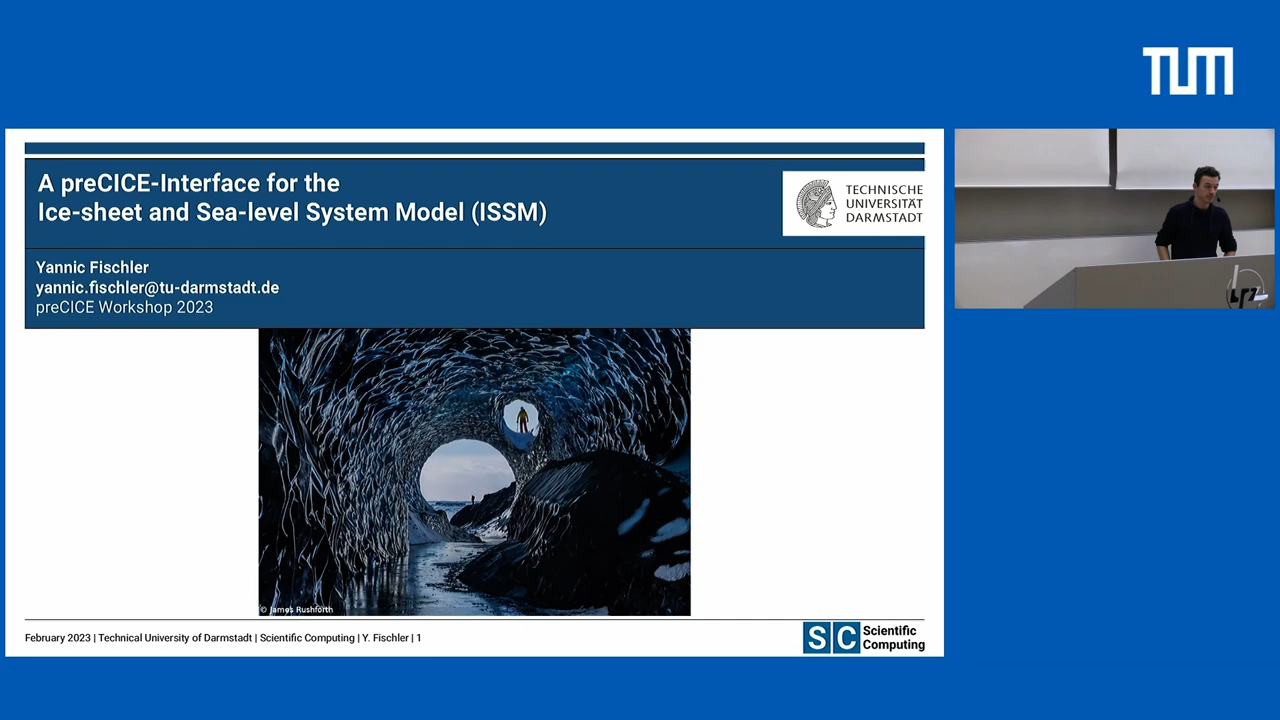 TUM
A preCICE-Interface for the
Ice-sheet and Sea-level System Model (ISSM)
TECHNISCHE
UNIVERSITÄT
DARMSTADT
Yannic Fischler
yannic.fischler@tu-darmstadt.de
preCICE Workshop 2023
© James Rushforth
February 2023 | Technical University of Darmstadt | Scientific Computing | Y. Fischler | 1
SC Scientific
Computing